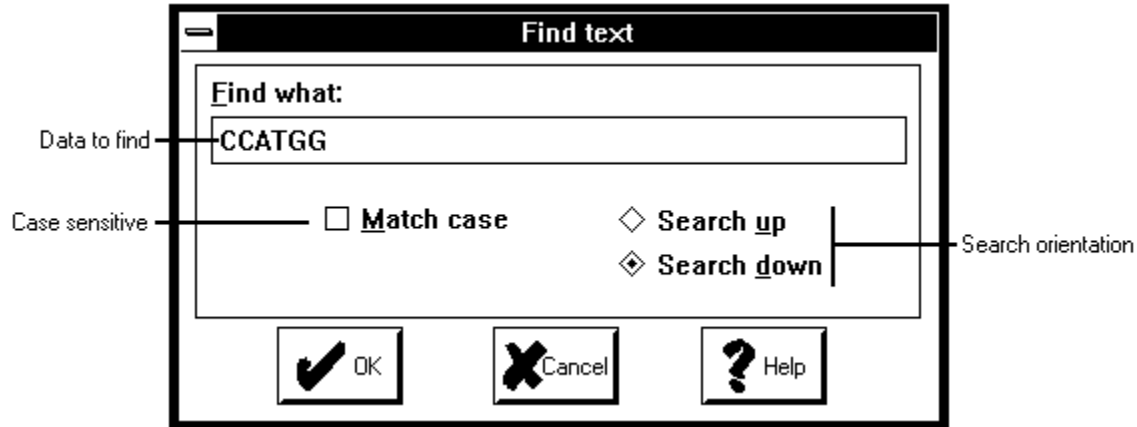 Find text
Find what:
Data to find
CCATGG
Case sensitive
Match case
Search up
Search down
Search orientation
OK
Cancel
Help